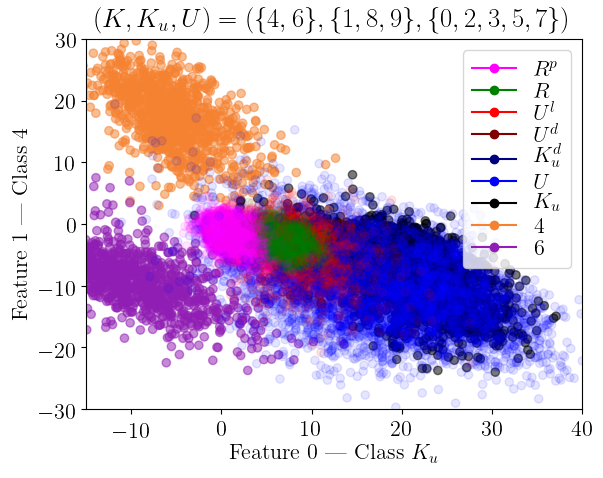 (K, K_u, U) = ({4, 6}, {1, 8, 9}, {0, 2, 3, 5, 7})
30
20
10
0
−10
−20
−30
Feature 1 — Class 4
R^p
R
U^l
U^d
K_u^d
U
K_u
4
6
−10
0
10
20
30
40
Feature 0 — Class K_u